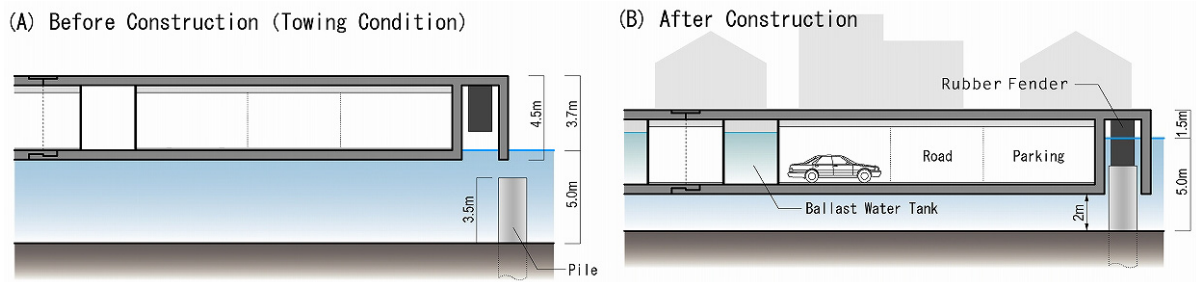 (A) Before Construction (Towing Condition)
4.5m
3.7m
3.5m
5.0m
Pile
(B) After Construction
Rubber Fender
1.5m
Road
Parking
5.0m
2m
Ballast Water Tank